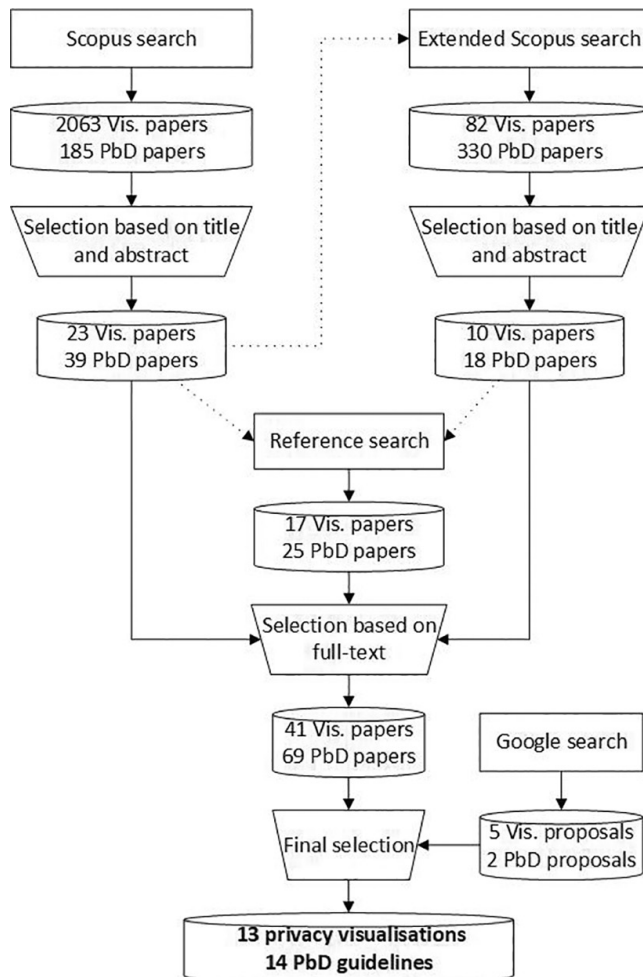 Scopus search
Extended Scopus search
2063 Vis. papers
185 PbD papers
82 Vis. papers
330 PbD papers
Selection based on title
and abstract
Selection based on title
and abstract
23 Vis. papers
39 PbD papers
10 Vis. papers
18 PbD papers
Reference search
17 Vis. papers
25 PbD papers
Selection based on
full-text
41 Vis. papers
69 PbD papers
Google search
5 Vis. proposals
2 PbD proposals
Final selection
13 privacy visualisations
14 PbD guidelines